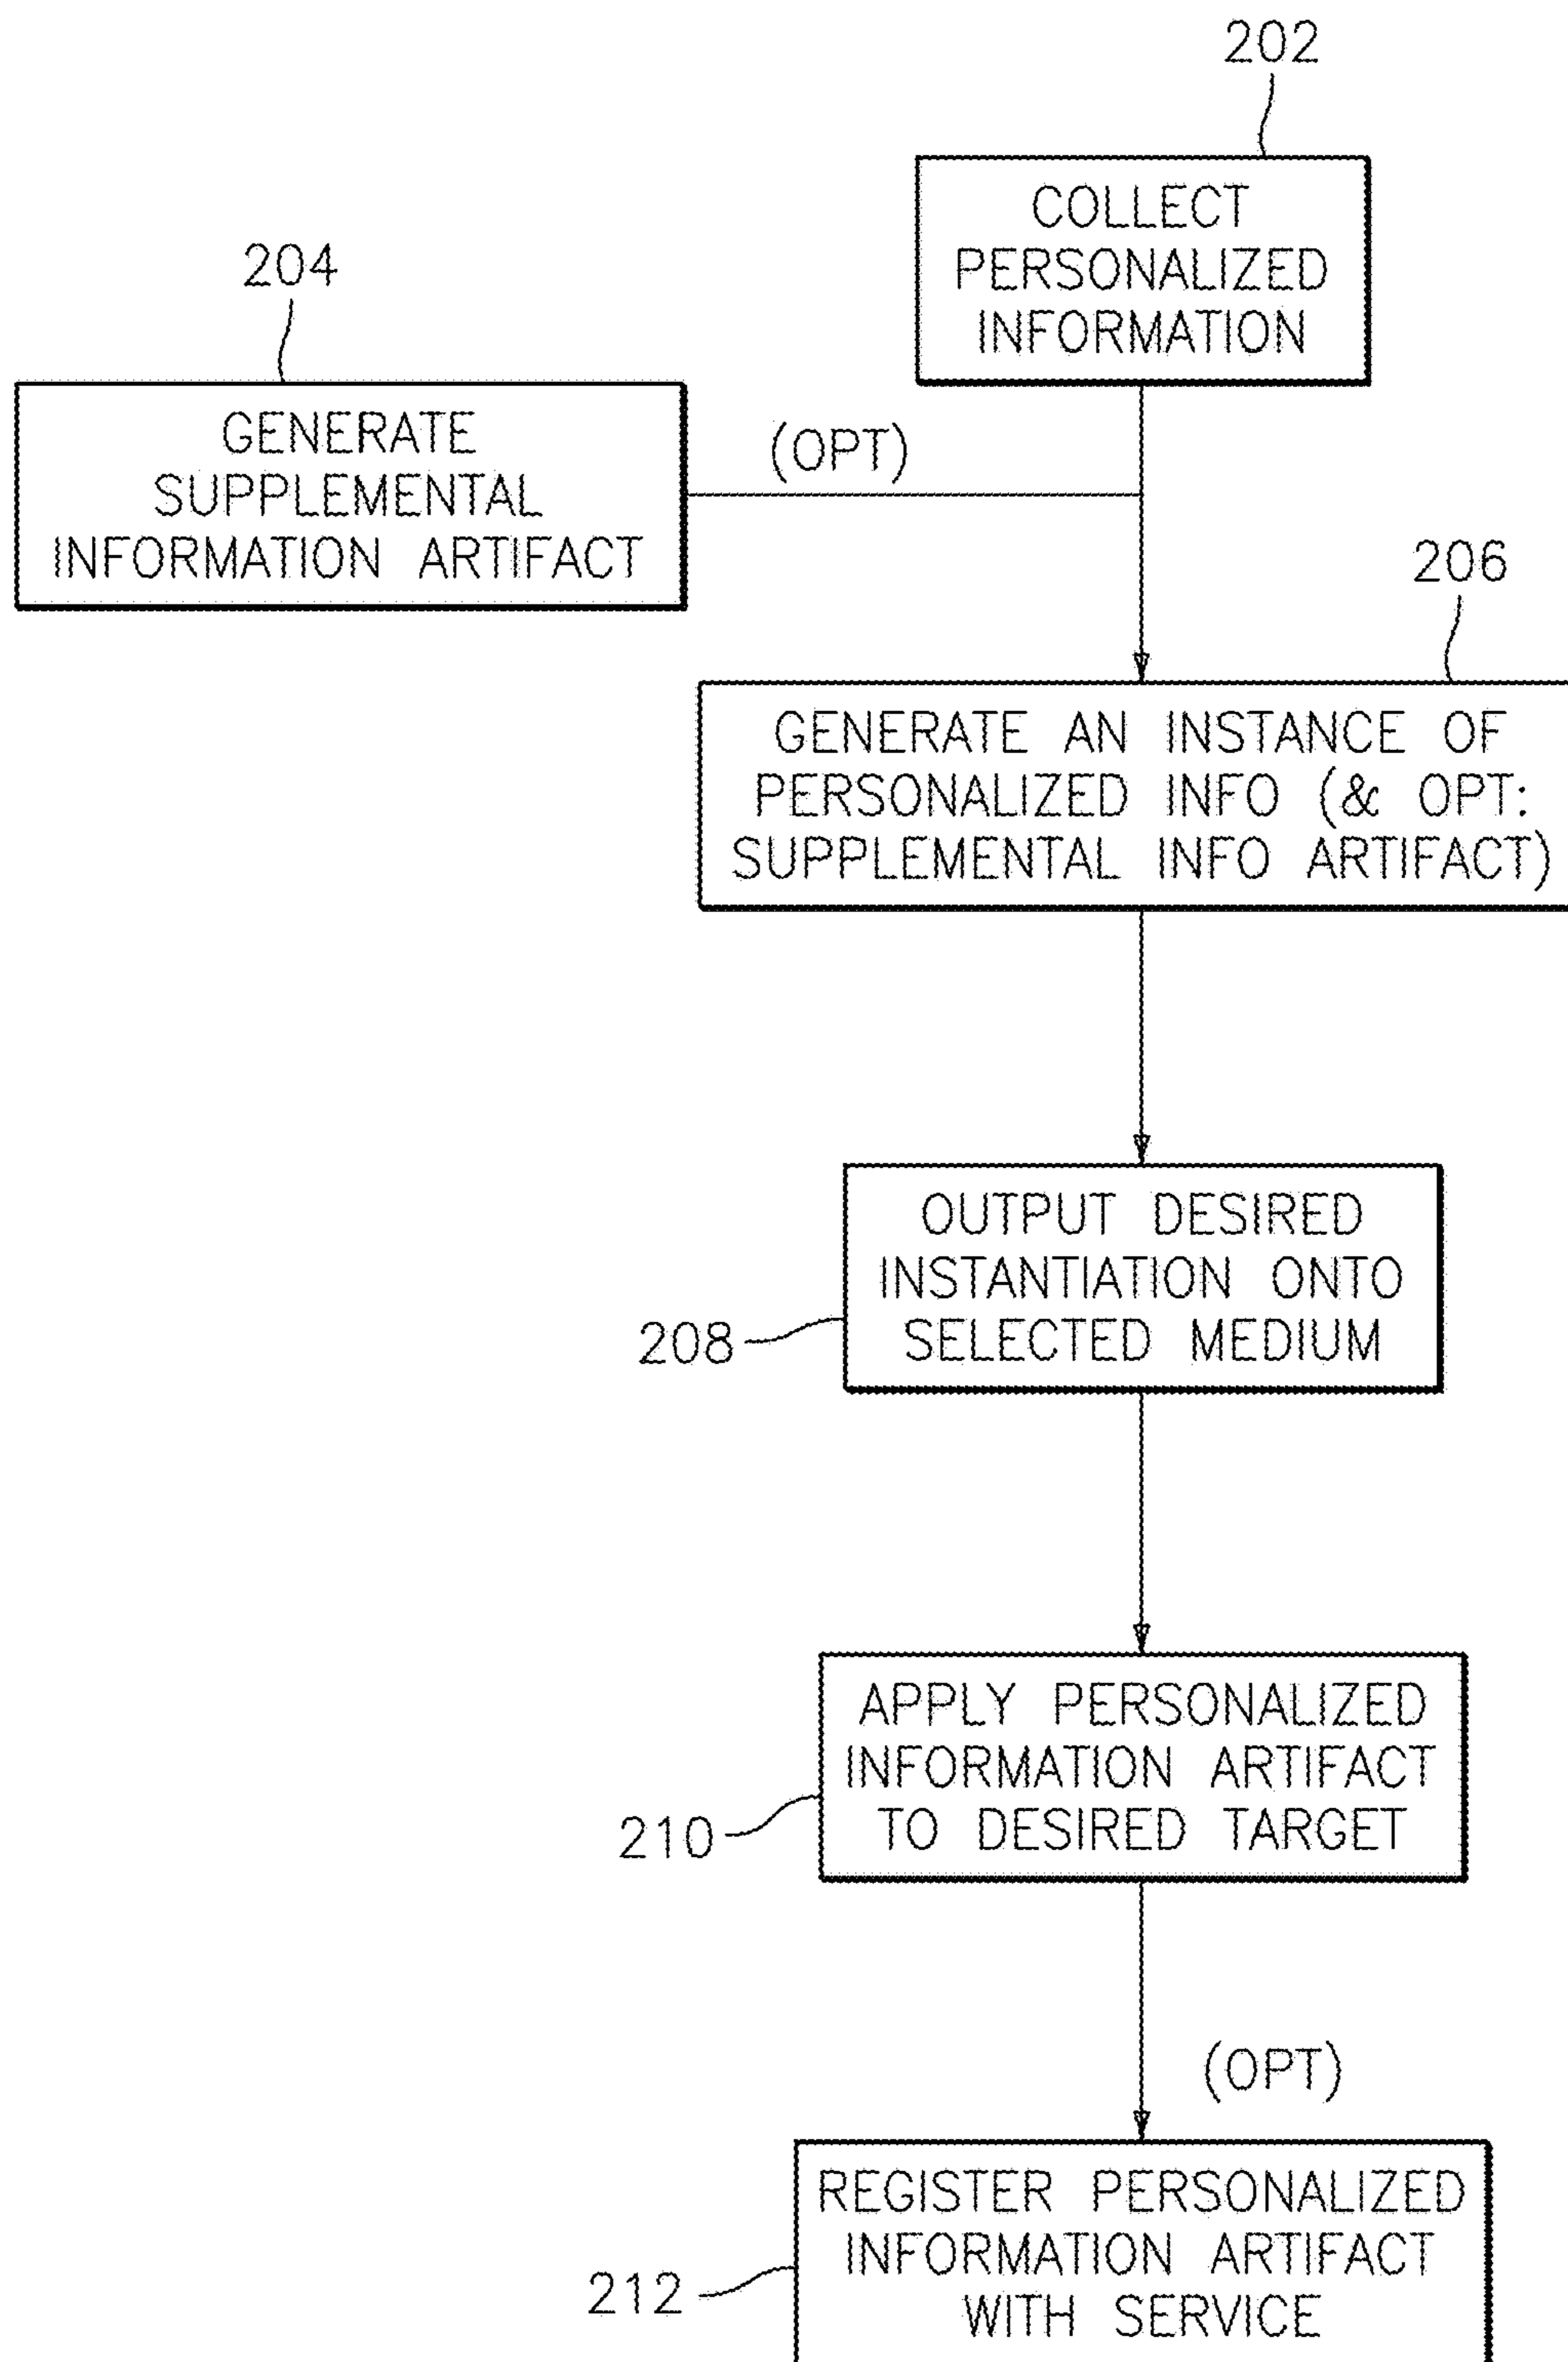 202
COLLECT
PERSONALIZED
INFORMATION
204
GENERATE
SUPPLEMENTAL
INFORMATION ARTIFACT
(OPT)
206
GENERATE AN INSTANCE OF
PERSONALIZED INFO (& OPT:
SUPPLEMENTAL INFO ARTIFACT)
OUTPUT DESIRED
INSTANTIATION ONTO
SELECTED MEDIUM
208
APPLY PERSONALIZED
INFORMATION ARTIFACT
TO DESIRED TARGET
210
(OPT)
REGISTER PERSONALIZED
INFORMATION ARTIFACT
WITH SERVICE
212